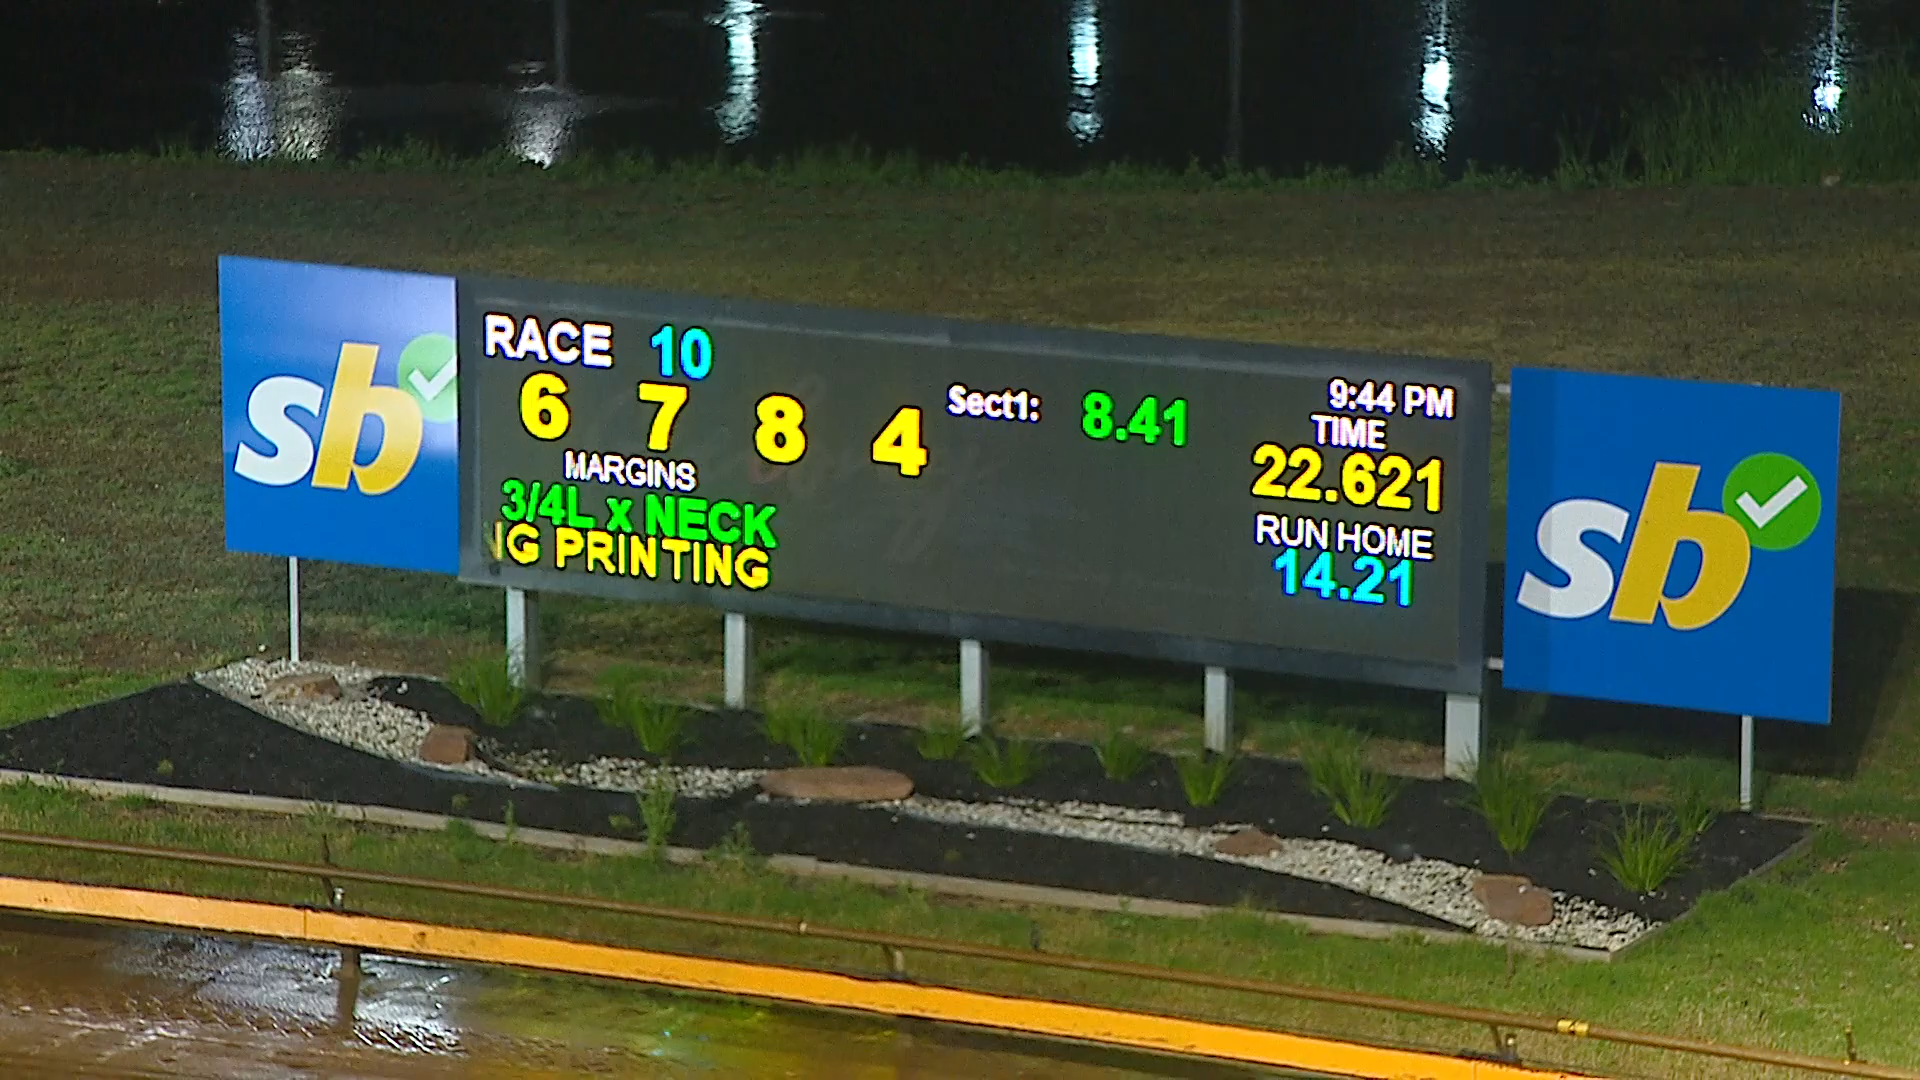 sb
RACE 10
6 7 8 4
MARGINS
3/4L x NECK
G PRINTING
Sect1: 8.41
9:44 PM
TIME
22.621
RUN HOME
14.21
sb